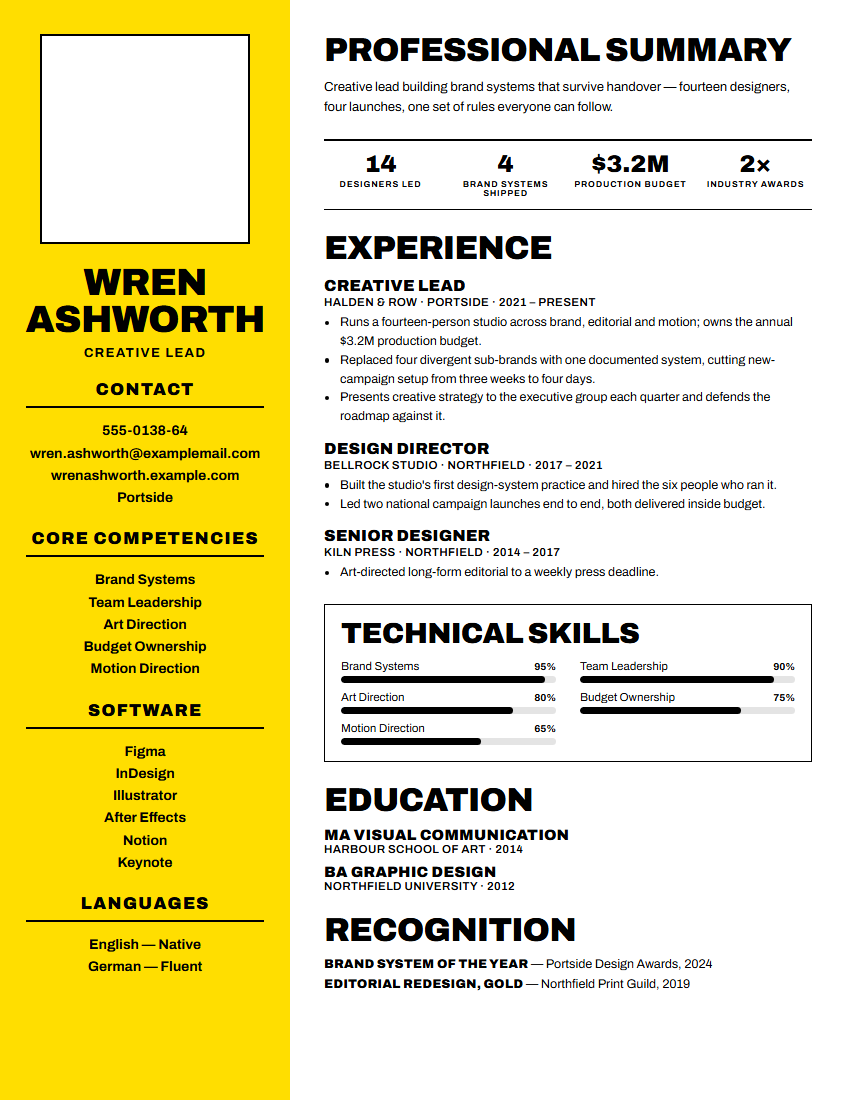 WREN
ASHWORTH
CREATIVE LEAD
CONTACT
555-0138-64
wren.ashworth@examplemail.com
wrenashworth.example.com
Portside
CORE COMPETENCIES
Brand Systems
Team Leadership
Art Direction
Budget Ownership
Motion Direction
SOFTWARE
Figma
InDesign
Illustrator
After Effects
Notion
Keynote
LANGUAGES
English — Native
German — Fluent
PROFESSIONAL SUMMARY
Creative lead building brand systems that survive handover — fourteen designers,
four launches, one set of rules everyone can follow.
14
DESIGNERS LED
4
BRAND SYSTEMS
SHIPPED
$3.2M
PRODUCTION BUDGET
2×
INDUSTRY AWARDS
EXPERIENCE
CREATIVE LEAD
HALDEN & ROW · PORTSIDE · 2021 – PRESENT
• Runs a fourteen-person studio across brand, editorial and motion; owns the annual
$3.2M production budget.
• Replaced four divergent sub-brands with one documented system, cutting new-
campaign setup from three weeks to four days.
• Presents creative strategy to the executive group each quarter and defends the
roadmap against it.
DESIGN DIRECTOR
BELLROCK STUDIO · NORTHFIELD · 2017 – 2021
• Built the studio's first design-system practice and hired the six people who ran it.
• Led two national campaign launches end to end, both delivered inside budget.
SENIOR DESIGNER
KILN PRESS · NORTHFIELD · 2014 – 2017
• Art-directed long-form editorial to a weekly press deadline.
TECHNICAL SKILLS
Brand Systems 95%
Team Leadership 90%
Art Direction 80%
Budget Ownership 75%
Motion Direction 65%
EDUCATION
MA VISUAL COMMUNICATION
HARBOUR SCHOOL OF ART · 2014
BA GRAPHIC DESIGN
NORTHFIELD UNIVERSITY · 2012
RECOGNITION
BRAND SYSTEM OF THE YEAR — Portside Design Awards, 2024
EDITORIAL REDESIGN, GOLD — Northfield Print Guild, 2019